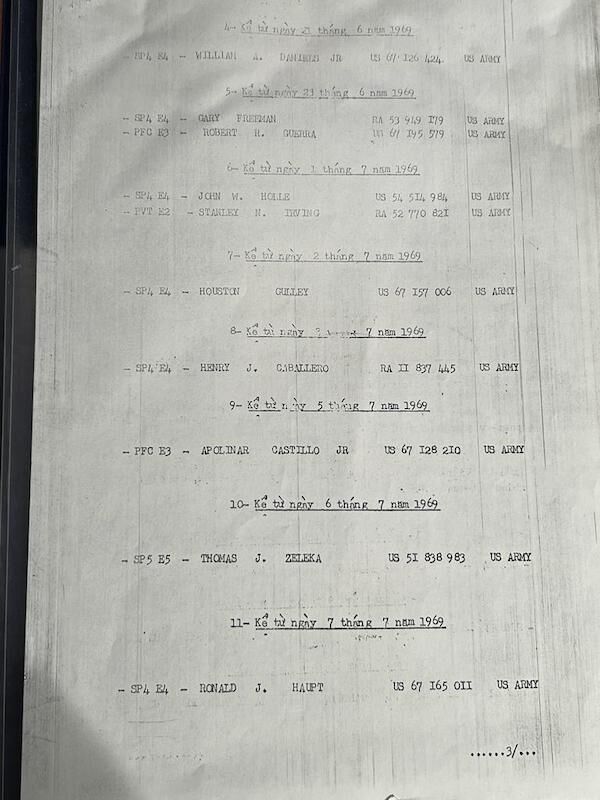 4- Kể từ ngày 21 tháng 6 năm 1969
- SP4 E4 - WILLIAM A. DANIELS JR US 67 126 424. US ARMY
5- Kể từ ngày 23 tháng 6 năm 1969
- SP4 E4 - GARY FREEMAN RA 53 949 179 US ARMY
- PFC E3 - ROBERT H. GUERRA US 67 195 579 US ARMY
6- Kể từ ngày 1 tháng 7 năm 1969
- SP4 E4 - JOHN W. HOLLE US 54 514 984 US ARMY
- PVT E2 - STANLEY N. IRVING RA 52 770 821 US ARMY
7- Kể từ ngày 2 tháng 7 năm 1969
- SP4 E4 - HOUSTON GULLEY US 67 157 006 US ARMY
8- Kể từ ngày 7 năm 1969
- SP4 E4 - HENRY J. CABALLERO RA 11 837 445 US ARMY
9- Kể từ ngày 5 tháng 7 năm 1969
- PFC E3 - APOLINAR CASTILLO JR US 67 128 210 US ARMY
10- Kể từ ngày 6 tháng 7 năm 1969
- SP5 E5 - THOMAS J. ZELEKA US 51 838 983 US ARMY
11- Kể từ ngày 7 tháng 7 năm 1969
- SP4 E4 - RONALD J. HAUPT US 67 165 011 US ARMY
......3/...